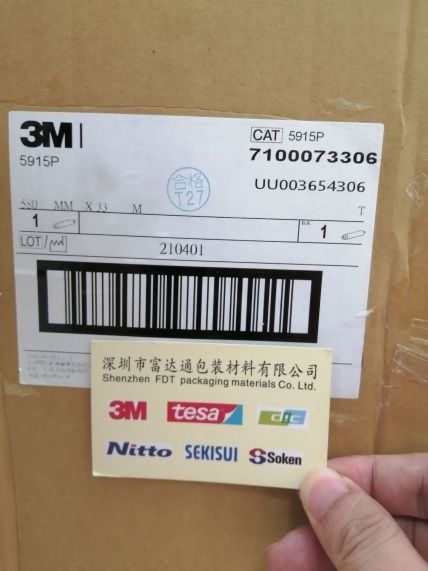 3M
CAT 5915P
5915P
7100073306
合格
T27
UU003654306
580 MM X 33 M T
1
1
LOT
210401
深圳市富达通包装材料有限公司
Shenzhen FDT packaging materials Co. Ltd.
3M tesa dic
Nitto SEKISUI Soken